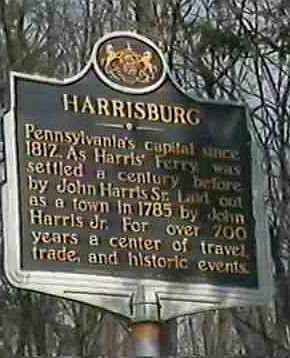 HARRISBURG
Pennsylvania's capital since
1812. As Harris' Ferry, was
settled a century before
by John Harris Sr. Laid out
as a town in 1785 by John
Harris Jr. For over 200
years a center of travel,
trade, and historic events.